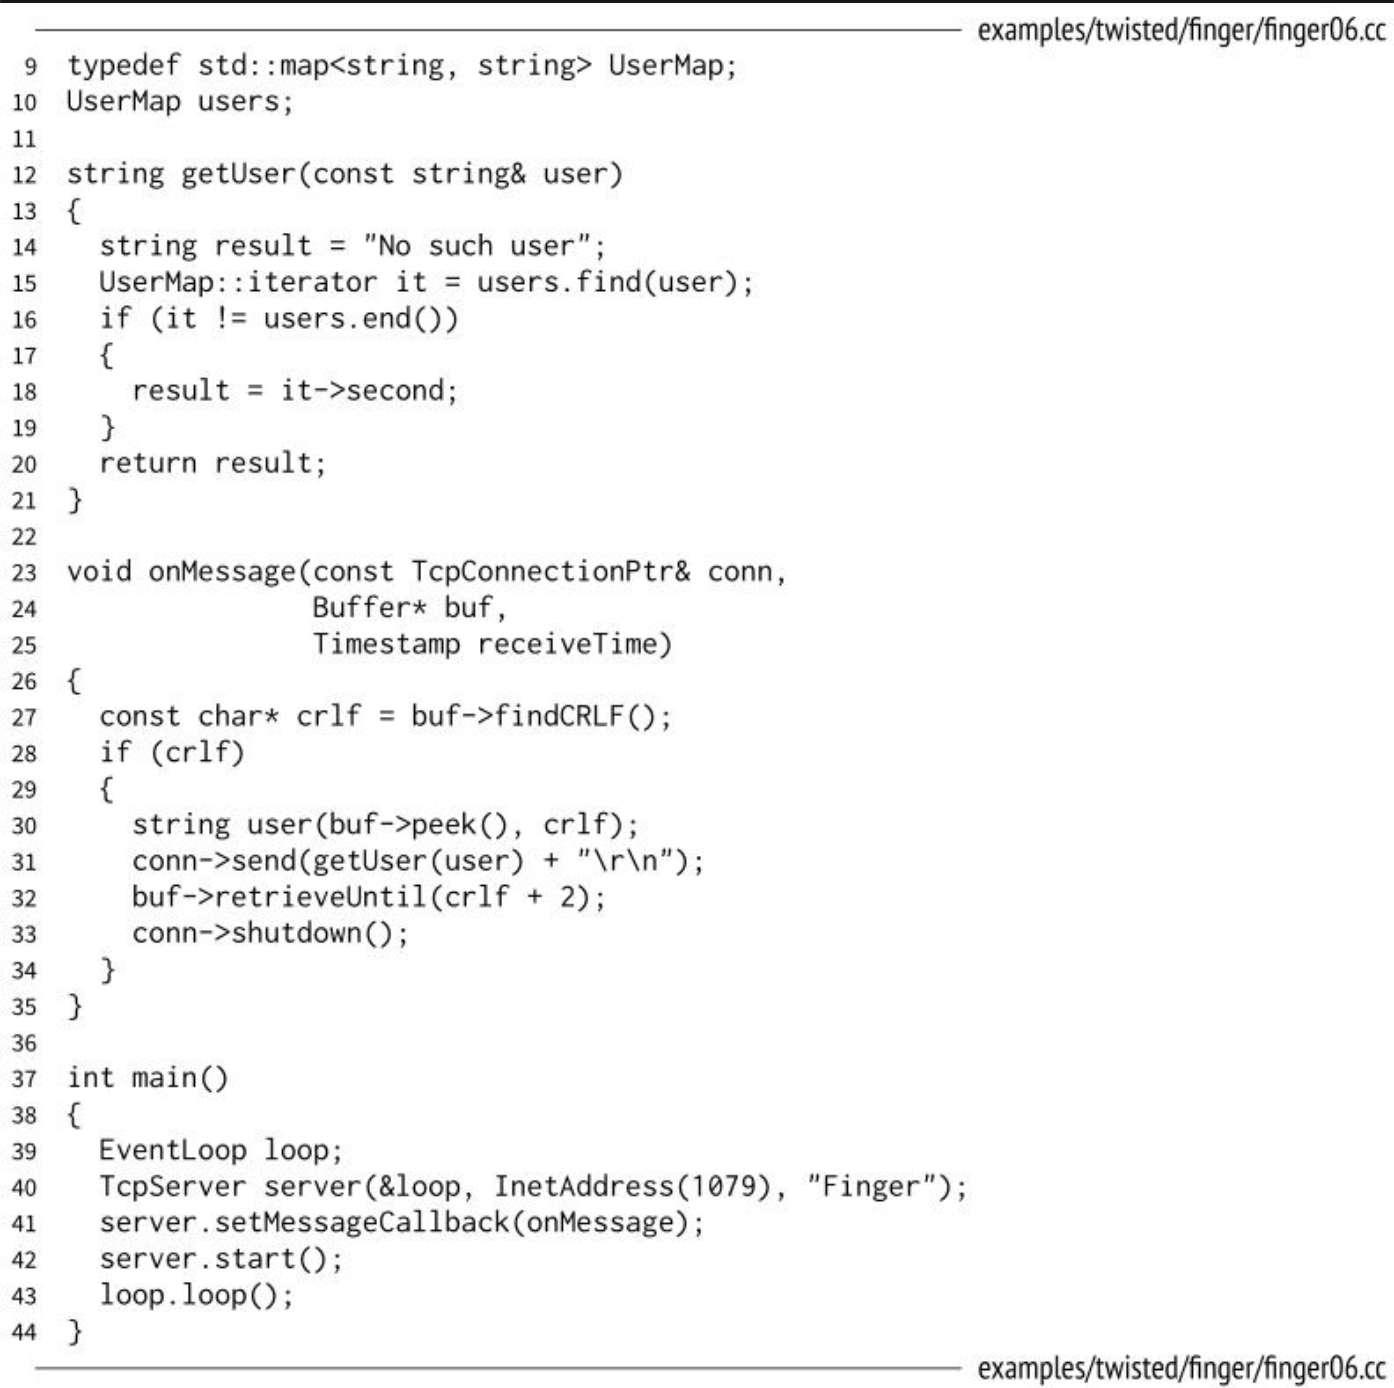 examples/twisted/finger/finger06.cc
9 typedef std::map<string, string> UserMap;
10 UserMap users;
11
12 string getUser(const string& user)
13 {
14   string result = "No such user";
15   UserMap::iterator it = users.find(user);
16   if (it != users.end())
17   {
18     result = it->second;
19   }
20   return result;
21 }
22
23 void onMessage(const TcpConnectionPtr& conn,
24                Buffer* buf,
25                Timestamp receiveTime)
26 {
27   const char* crlf = buf->findCRLF();
28   if (crlf)
29   {
30     string user(buf->peek(), crlf);
31     conn->send(getUser(user) + "\r\n");
32     buf->retrieveUntil(crlf + 2);
33     conn->shutdown();
34   }
35 }
36
37 int main()
38 {
39   EventLoop loop;
40   TcpServer server(&loop, InetAddress(1079), "Finger");
41   server.setMessageCallback(onMessage);
42   server.start();
43   loop.loop();
44 }
examples/twisted/finger/finger06.cc